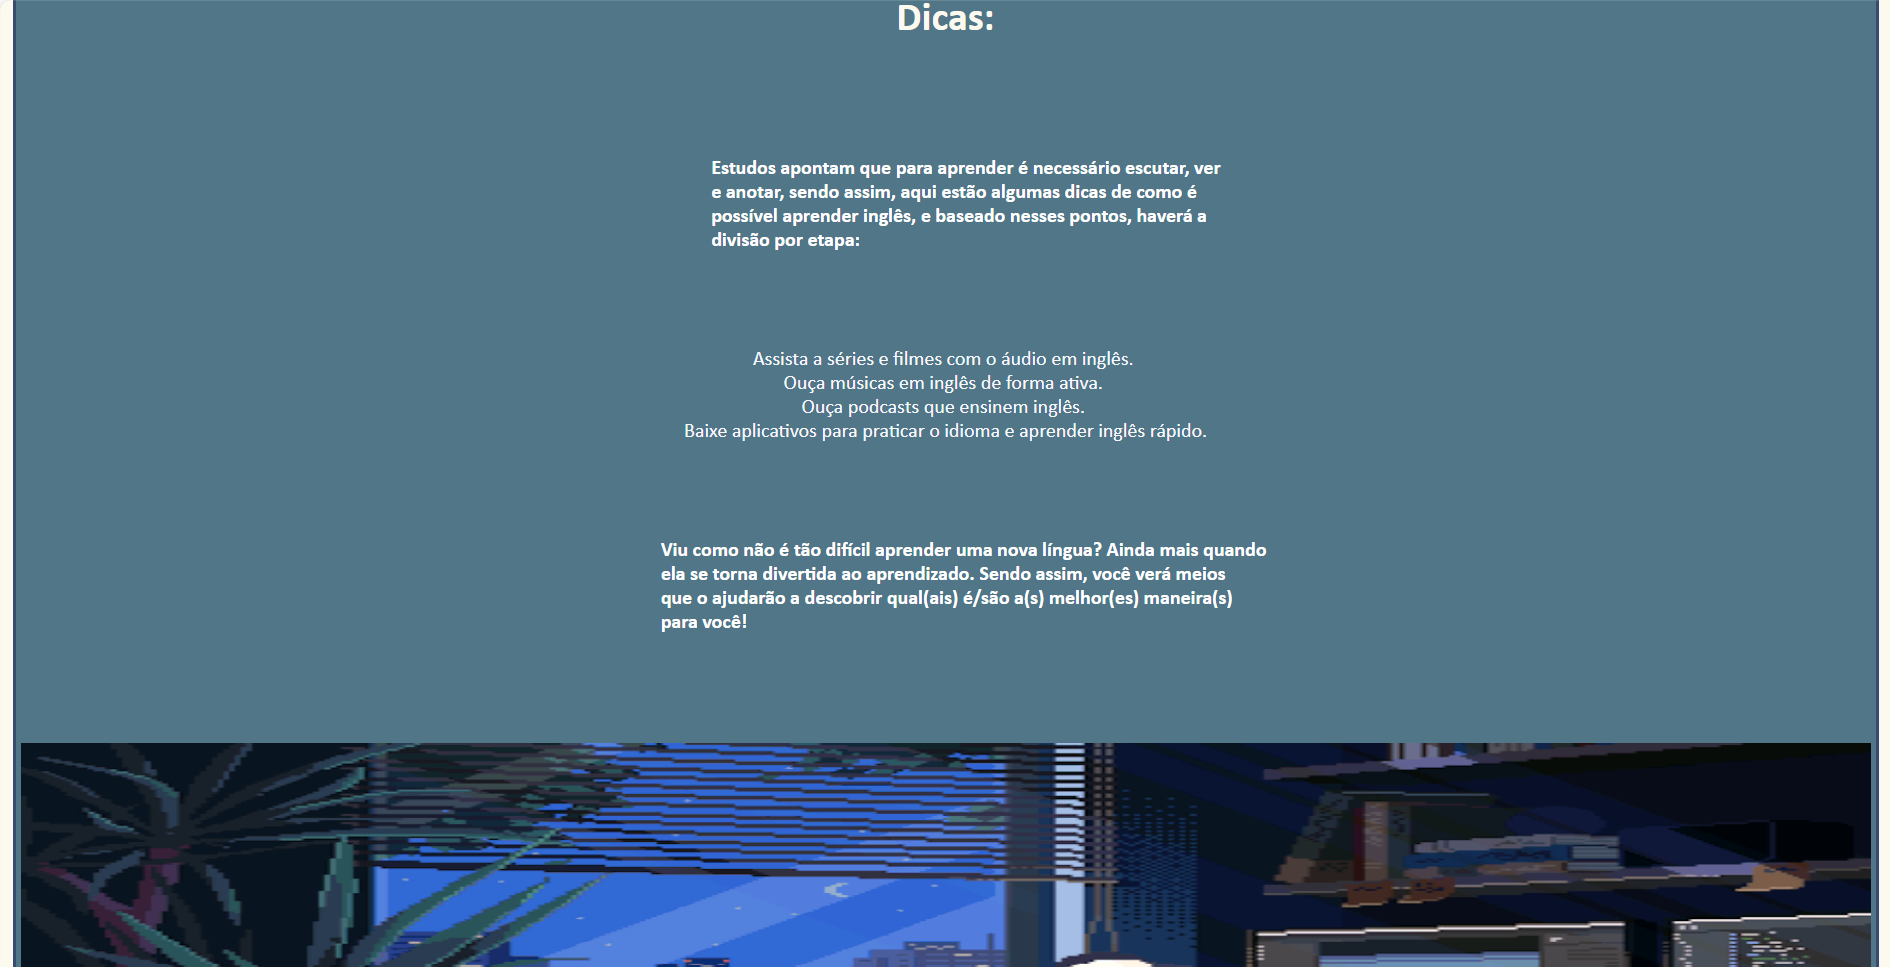 Dicas:
Estudos apontam que para aprender é necessário escutar, ver
e anotar, sendo assim, aqui estão algumas dicas de como é
possível aprender inglês, e baseado nesses pontos, haverá a
divisão por etapa:
Assista a séries e filmes com o áudio em inglês.
Ouça músicas em inglês de forma ativa.
Ouça podcasts que ensinem inglês.
Baixe aplicativos para praticar o idioma e aprender inglês rápido.
Viu como não é tão difícil aprender uma nova língua? Ainda mais quando
ela se torna divertida ao aprendizado. Sendo assim, você verá meios
que o ajudarão a descobrir qual(ais) é/são a(s) melhor(es) maneira(s)
para você!